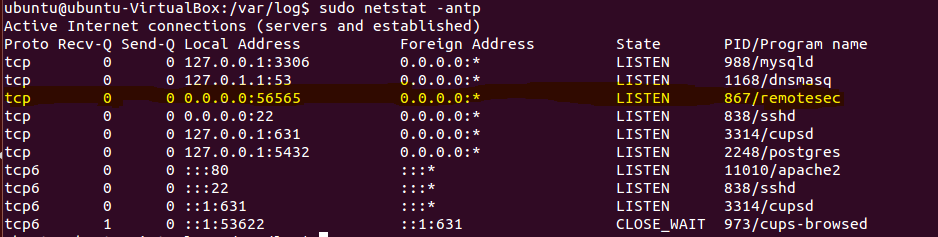 ubuntu@ubuntu-VirtualBox:/var/log$ sudo netstat -antp
Active Internet connections (servers and established)
Proto Recv-Q Send-Q Local Address           Foreign Address         State       PID/Program name
tcp        0      0 127.0.0.1:3306          0.0.0.0:*               LISTEN      988/mysqld
tcp        0      0 127.0.1.1:53            0.0.0.0:*               LISTEN      1168/dnsmasq
tcp        0      0 0.0.0.0:56565           0.0.0.0:*               LISTEN      867/remotesec
tcp        0      0 0.0.0.0:22              0.0.0.0:*               LISTEN      838/sshd
tcp        0      0 127.0.0.1:631           0.0.0.0:*               LISTEN      3314/cupsd
tcp        0      0 127.0.0.1:5432          0.0.0.0:*               LISTEN      2248/postgres
tcp6       0      0 :::80                   :::*                    LISTEN      11010/apache2
tcp6       0      0 :::22                   :::*                    LISTEN      838/sshd
tcp6       0      0 ::1:631                 :::*                    LISTEN      3314/cupsd
tcp6       1      0 ::1:53622               ::1:631                 CLOSE_WAIT  973/cups-browsed